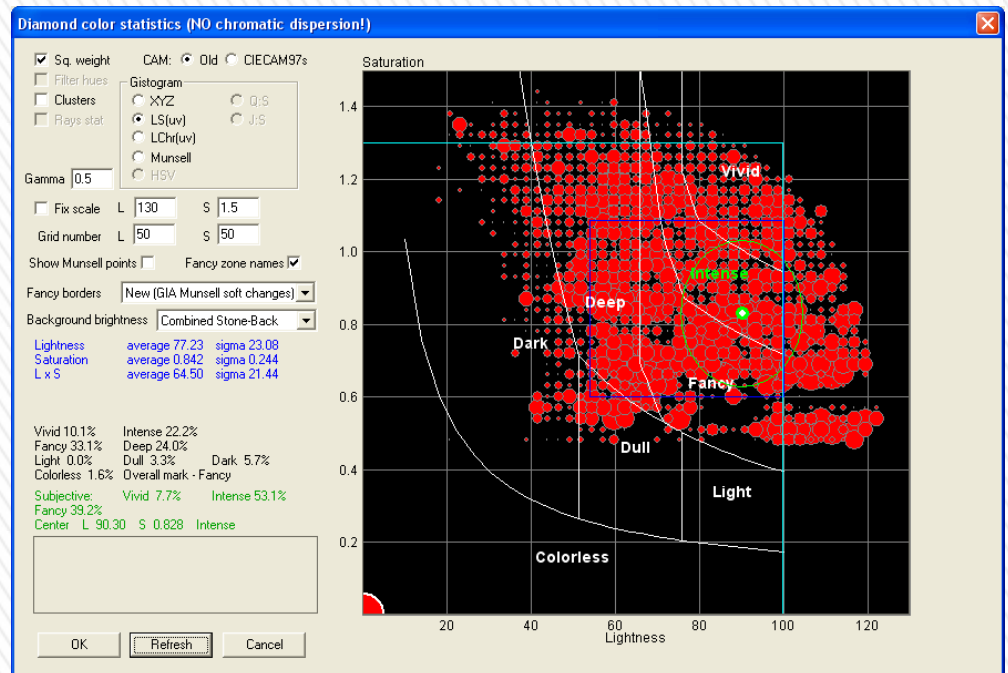 Diamond color statistics (NO chromatic dispersion!)
Sq. weight CAM: Old CIECAM97s
Filter hues
Gistogram
Clusters XYZ Q:S
Rays stat LS(uv) J:S
LChr(uv)
Munsell
HSV
Gamma 0.5
Fix scale L 130 S 1.5
Grid number L 50 S 50
Show Munsell points Fancy zone names
Fancy borders New (GIA Munsell soft changes)
Background brightness Combined Stone-Back
Lightness average 77.23 sigma 23.08
Saturation average 0.842 sigma 0.244
L x S average 64.50 sigma 21.44
Vivid 10.1% Intense 22.2%
Fancy 33.1% Deep 24.0%
Light 0.0% Dull 3.3% Dark 5.7%
Colorless 1.6% Overall mark - Fancy
Subjective: Vivid 7.7% Intense 53.1%
Fancy 39.2%
Center L 90.30 S 0.828 Intense
OK Refresh Cancel
Saturation
1.4
1.2
1.0
0.8
0.6
0.4
0.2
Vivid
Intense
Deep
Dark
Fancy
Dull
Light
Colorless
20 40 60 80 100 120
Lightness